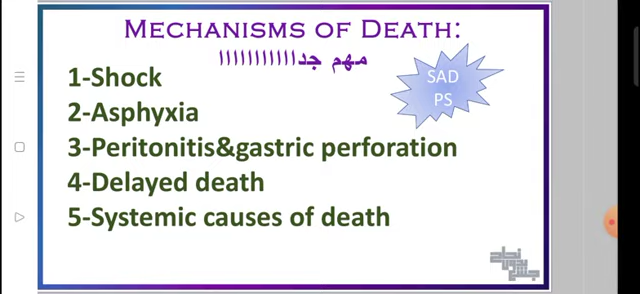 MECHANISMS OF DEATH:
مهم جداااااااااااا
SAD
PS
1-Shock
2-Asphyxia
3-Peritonitis&gastric perforation
4-Delayed death
5-Systemic causes of death